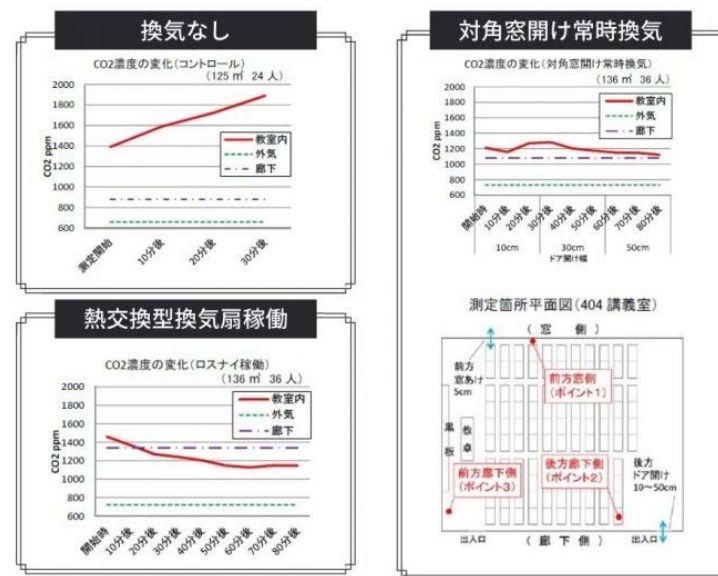 換気なし
CO2濃度の変化(コントロール)
(125 ㎡ 24 人)
CO2 ppm
2000
1800
1600
1400
1200
1000
800
600
教室内
外気
廊下
測定開始
10分後
20分後
30分後
熱交換型換気扇稼働
CO2濃度の変化(ロスナイ稼働)
(136 ㎡ 36 人)
CO2 ppm
2000
1800
1600
1400
1200
1000
800
600
教室内
外気
廊下
開始時
10分後
20分後
30分後
40分後
50分後
60分後
70分後
80分後
対角窓開け常時換気
CO2濃度の変化(対角窓開け常時換気)
(136 ㎡ 36 人)
CO2 ppm
2000
1800
1600
1400
1200
1000
800
600
教室内
外気
廊下
開始時
10分後
20分後
30分後
40分後
50分後
60分後
70分後
80分後
10cm
30cm
50cm
ドア開け幅
測定箇所平面図(404 講義室)
( 窓 側 )
前方
窓あけ
5cm
前方窓側
(ポイント1)
黒板
教卓
前方廊下側
(ポイント3)
後方廊下側
(ポイント2)
後方
ドア開け
10~50cm
出入口
( 廊 下 側 )
出入口